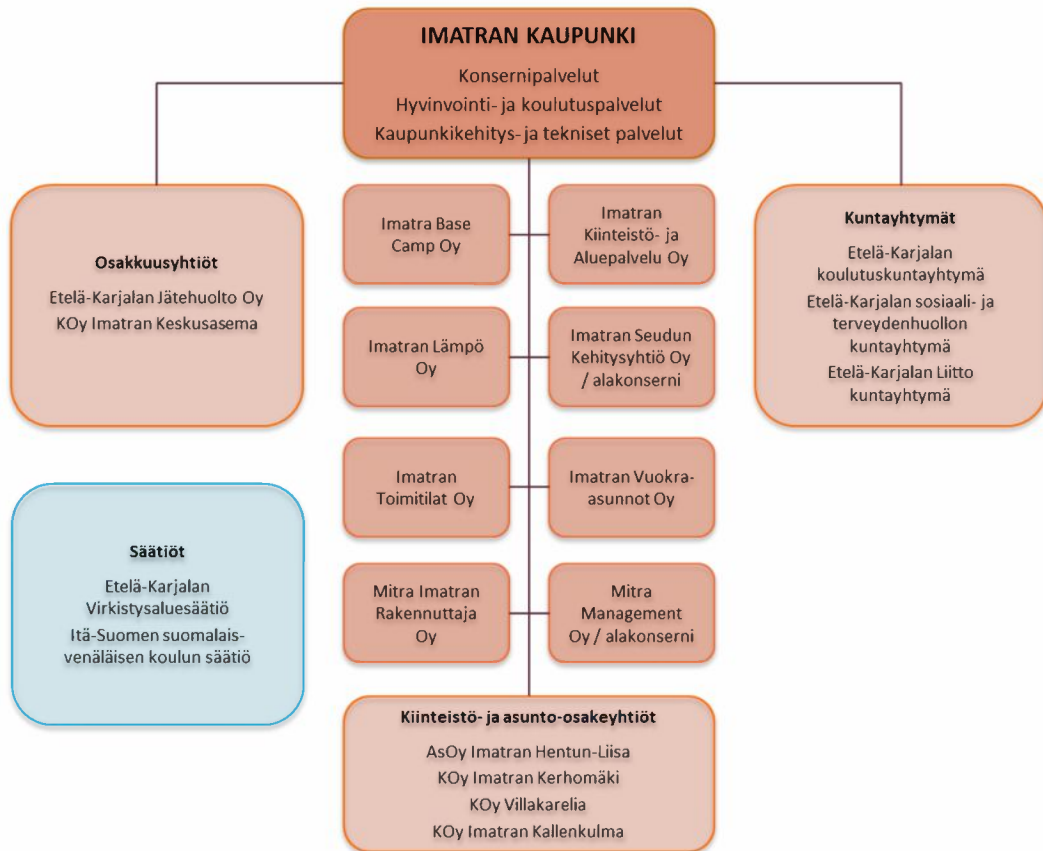 IMATRAN KAUPUNKI
Konsernipalvelut
Hyvinvointi- ja koulutuspalvelut
Kaupunkikehitys- ja tekniset palvelut
Osakkuusyhtiöt
Etelä-Karjalan Jätehuolto Oy
KOy Imatran Keskusasema
Imatra Base
Camp Oy
Imatran
Kiinteistö- ja
Aluepalvelu Oy
Imatran Lämpö
Oy
Imatran Seudun
Kehitysyhtiö Oy
/ alakonserni
Imatran
Toimitilat Oy
Imatran Vuokra-
asunnot Oy
Mitra Imatran
Rakennuttaja
Oy
Mitra
Management
Oy / alakonserni
Kuntayhtymät
Etelä-Karjalan
koulutuskuntayhtymä
Etelä-Karjalan sosiaali- ja
terveydenhuollon
kuntayhtymä
Etelä-Karjalan Liitto
kuntayhtymä
Säätiöt
Etelä-Karjalan
Virkistysaluesäätiö
Itä-Suomen suomalais-
venäläisen koulun säätiö
Kiinteistö- ja asunto-osakeyhtiöt
AsOy Imatran Hentun-Liisa
KOy Imatran Kerhomäki
KOy Villakarelia
KOy Imatran Kallenkulma